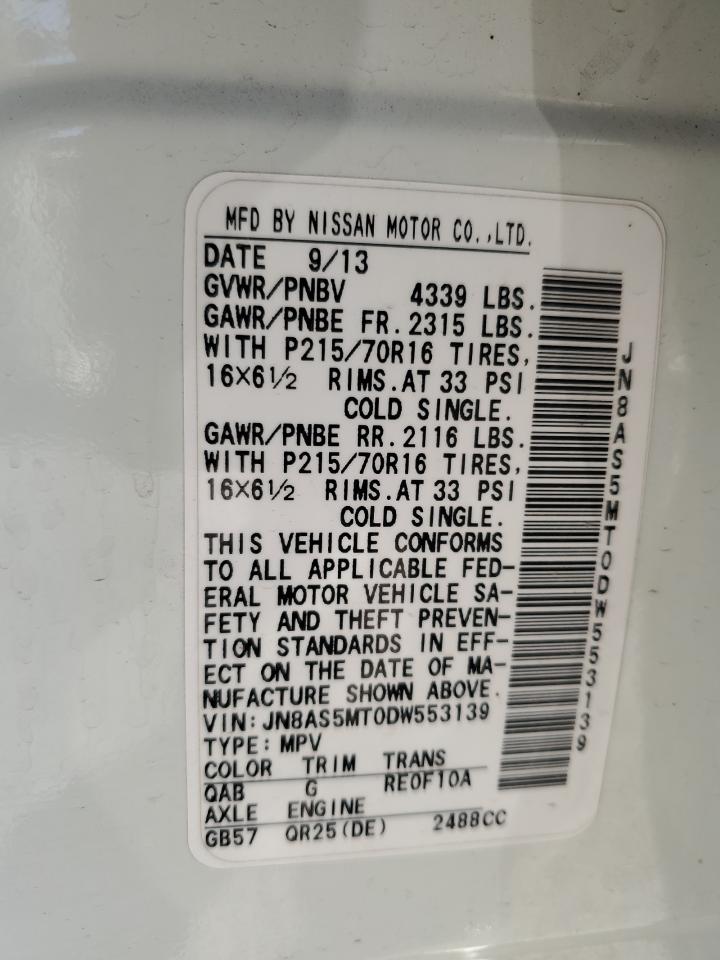 MFD BY NISSAN MOTOR CO.,LTD.
DATE 9/13
GVWR/PNBV 4339 LBS.
GAWR/PNBE FR. 2315 LBS.
WITH P215/70R16 TIRES,
16×6½ RIMS. AT 33 PSI
COLD SINGLE.
GAWR/PNBE RR. 2116 LBS.
WITH P215/70R16 TIRES,
16×6½ RIMS. AT 33 PSI
COLD SINGLE.
THIS VEHICLE CONFORMS
TO ALL APPLICABLE FED-
ERAL MOTOR VEHICLE SA-
FETY AND THEFT PREVEN-
TION STANDARDS IN EFF-
ECT ON THE DATE OF MA-
NUFACTURE SHOWN ABOVE.
VIN: JN8AS5MT0DW553139
TYPE: MPV
COLOR TRIM TRANS
QAB G RE0F10A
AXLE ENGINE
GB57 QR25(DE) 2488CC
JN8AS5MT0DW553139